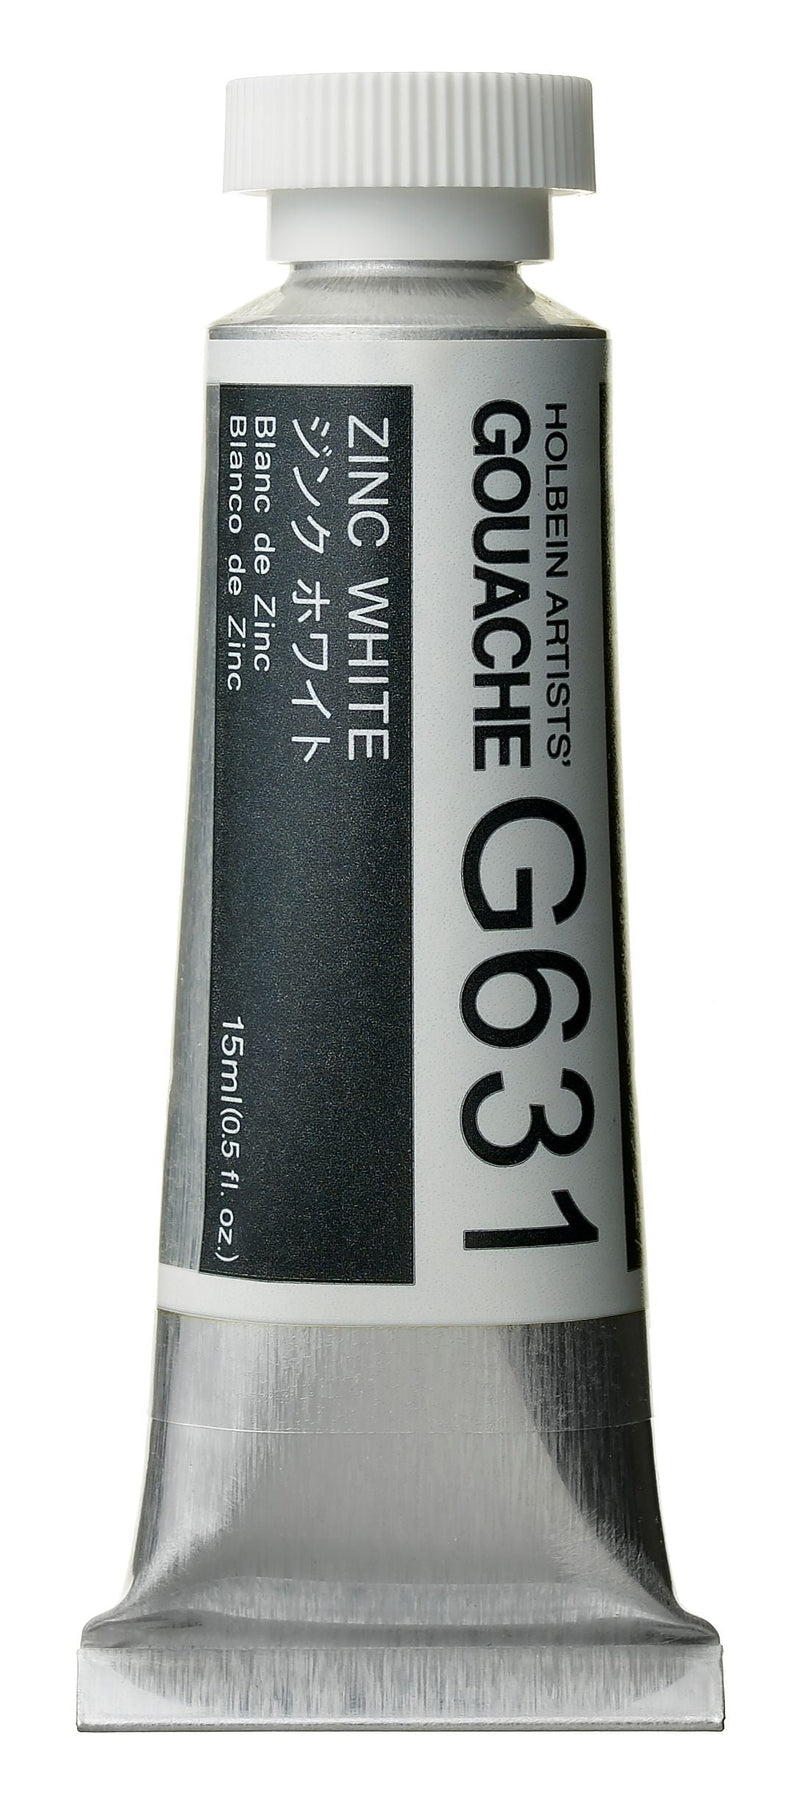 HOLBEIN ARTISTS'
GOUACHE G631
ZINC WHITE
ジンク ホワイト
Blanc de Zinc
Blanco de Zinc
15ml(0.5 fl. oz.)